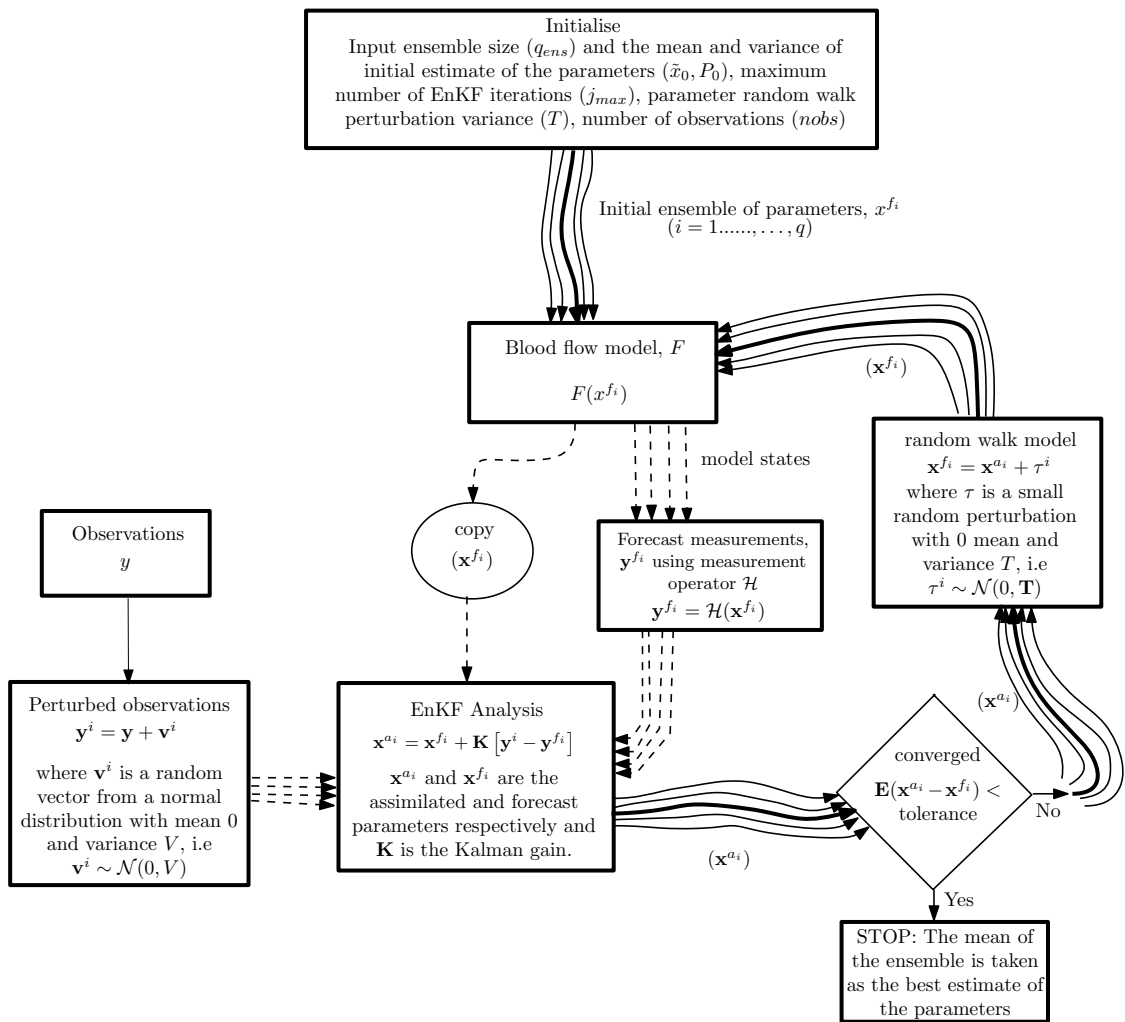 Initialise
Input ensemble size (q_ens) and the mean and variance of
initial estimate of the parameters (x̃₀, P₀), maximum
number of EnKF iterations (j_max), parameter random walk
perturbation variance (T), number of observations (nobs)
Initial ensemble of parameters, x^{f_i}
(i = 1......, . . . , q)
Blood flow model, F
F(x^{f_i})
(x^{f_i})
model states
random walk model
x^{f_i} = x^{a_i} + τ^i
where τ is a small
random perturbation
with 0 mean and
variance T, i.e
τ^i ∼ N(0, T)
copy
(x^{f_i})
Forecast measurements,
y^{f_i} using measurement
operator H
y^{f_i} = H(x^{f_i})
Observations
y
Perturbed observations
y^i = y + v^i
where v^i is a random
vector from a normal
distribution with mean 0
and variance V, i.e
v^i ∼ N(0, V)
EnKF Analysis
x^{a_i} = x^{f_i} + K [y^i − y^{f_i}]
x^{a_i} and x^{f_i} are the
assimilated and forecast
parameters respectively and
K is the Kalman gain.
(x^{a_i})
converged
E(x^{a_i} − x^{f_i}) <
tolerance
No
(x^{a_i})
Yes
STOP: The mean of
the ensemble is taken
as the best estimate of
the parameters